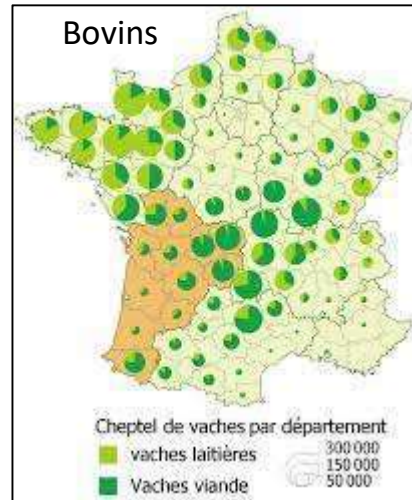 Bovins
Cheptel de vaches par département
vaches laitières
Vaches viande
300 000
150 000
50 000